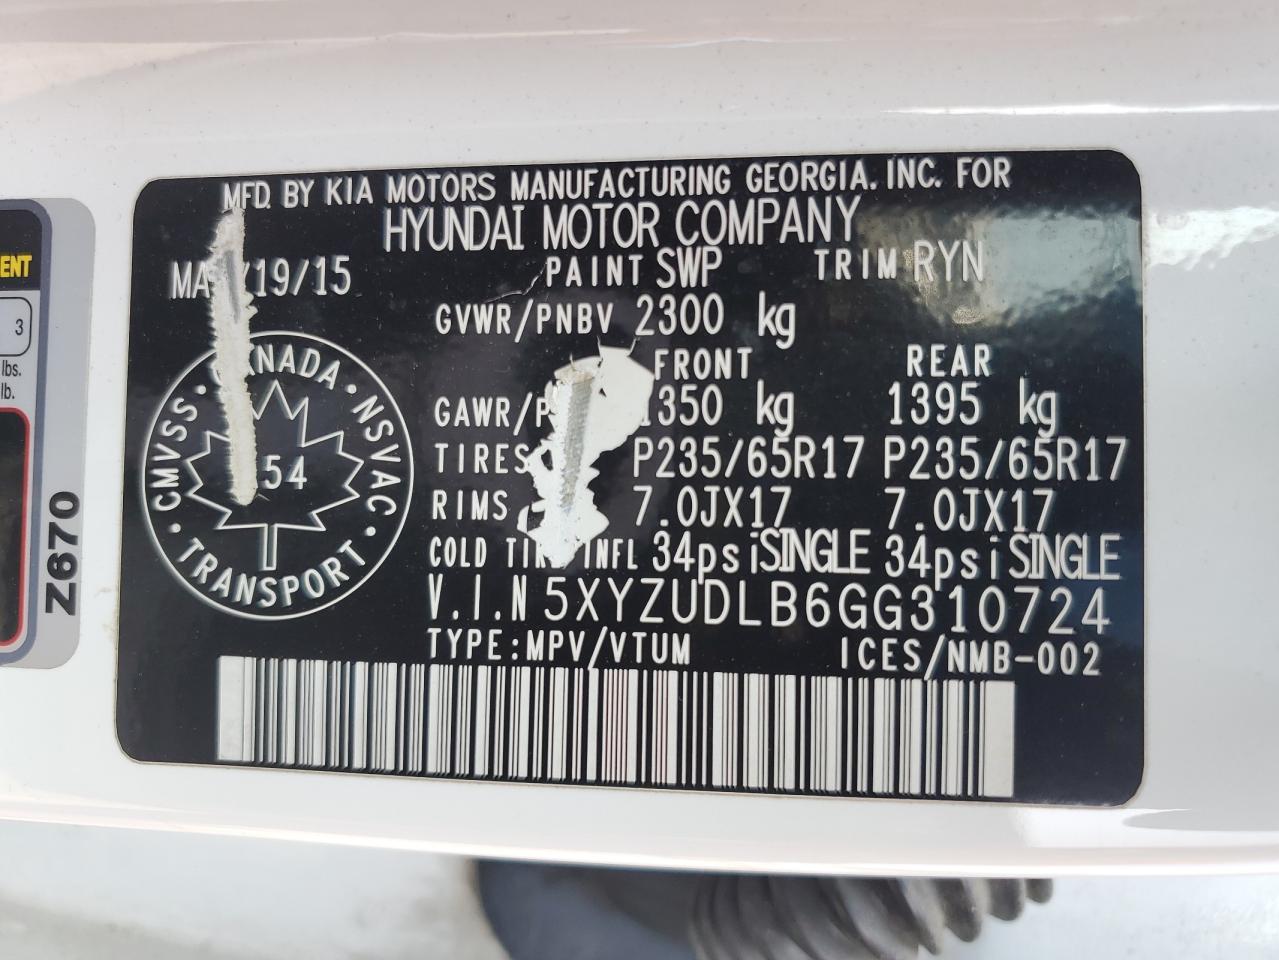 MFD. BY KIA MOTORS MANUFACTURING GEORGIA. INC. FOR
HYUNDAI MOTOR COMPANY
/19/15 PAINT SWP TRIM RYN
GVWR/PNBV 2300 kg
FRONT REAR
GAWR/P 1350 kg 1395 kg
TIRES P235/65R17 P235/65R17
RIMS 7.0JX17 7.0JX17
COLD INFL 34psi SINGLE 34psi SINGLE
V.I.N 5XYZUDLB6GG310724
TYPE:MPV/VTUM ICES/NMB-002
CANADA · NSVAC · TRANSPORT · CMVSS ·
54
ENT
3
lbs.
lb.
Z670